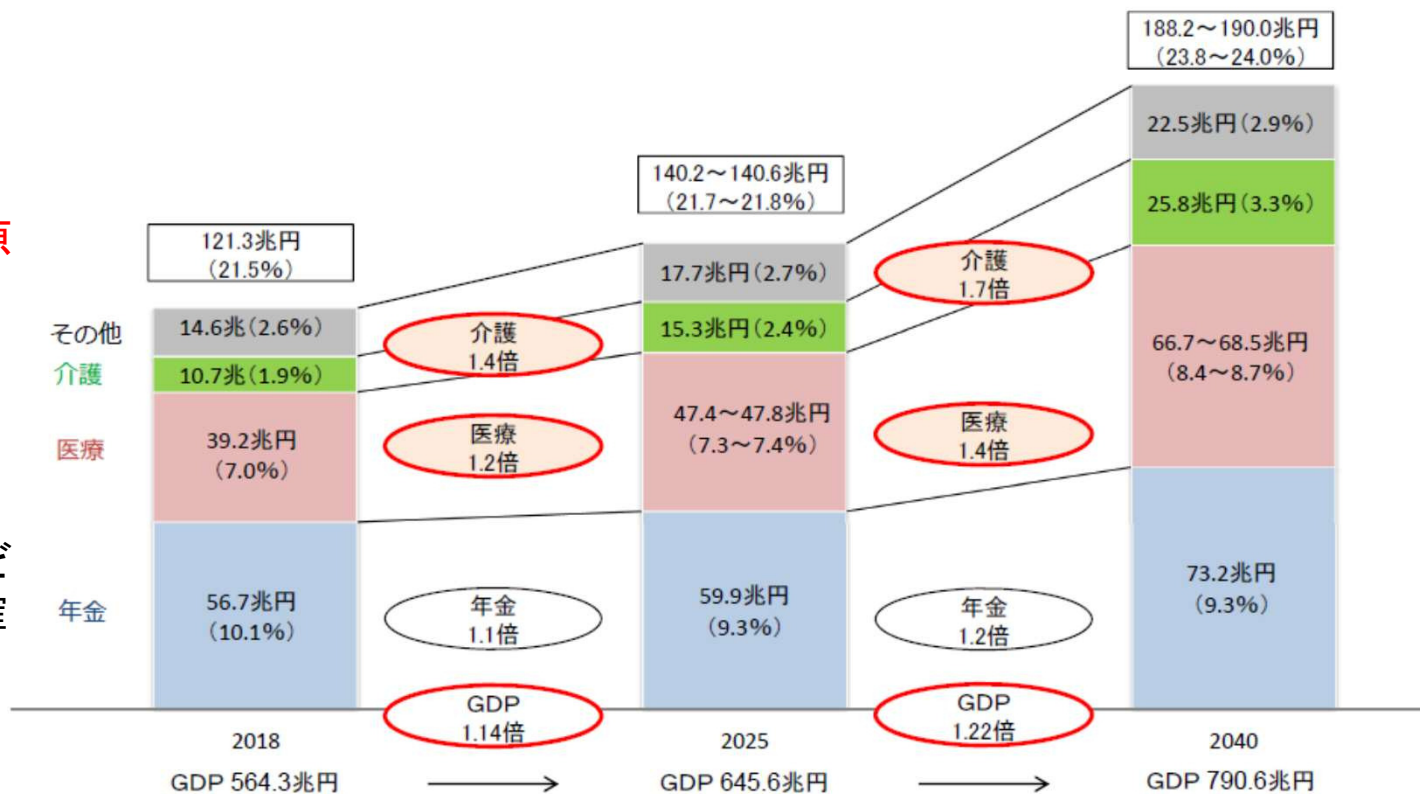 188.2～190.0兆円
（23.8～24.0%）
22.5兆円（2.9%）
25.8兆円（3.3%）
66.7～68.5兆円
（8.4～8.7%）
73.2兆円
（9.3%）
140.2～140.6兆円
（21.7～21.8%）
17.7兆円（2.7%）
15.3兆円（2.4%）
47.4～47.8兆円
（7.3～7.4%）
59.9兆円
（9.3%）
121.3兆円
（21.5%）
14.6兆（2.6%）
10.7兆（1.9%）
39.2兆円
（7.0%）
56.7兆円
（10.1%）
その他
介護
医療
年金
介護
1.4倍
医療
1.2倍
年金
1.1倍
GDP
1.14倍
介護
1.7倍
医療
1.4倍
年金
1.2倍
GDP
1.22倍
2018
2025
2040
GDP 564.3兆円
GDP 645.6兆円
GDP 790.6兆円